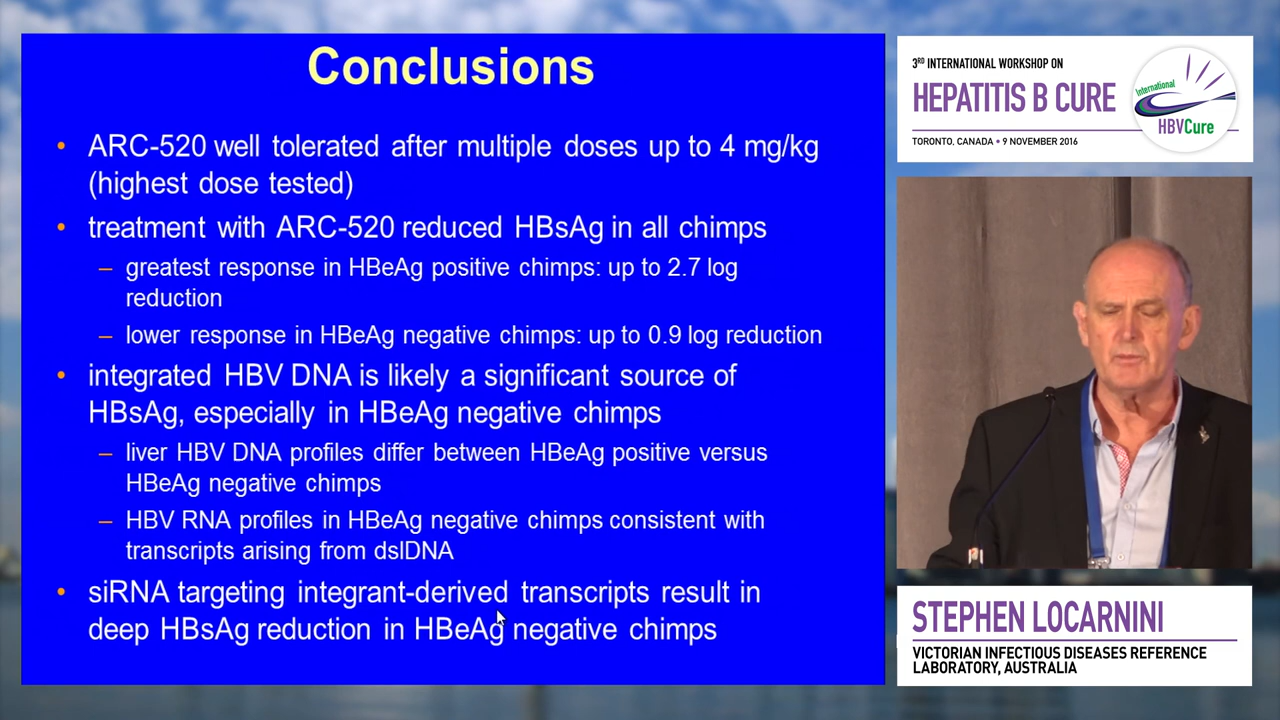 Conclusions
• ARC-520 well tolerated after multiple doses up to 4 mg/kg
(highest dose tested)
• treatment with ARC-520 reduced HBsAg in all chimps
– greatest response in HBeAg positive chimps: up to 2.7 log
reduction
– lower response in HBeAg negative chimps: up to 0.9 log reduction
• integrated HBV DNA is likely a significant source of
HBsAg, especially in HBeAg negative chimps
– liver HBV DNA profiles differ between HBeAg positive versus
HBeAg negative chimps
– HBV RNA profiles in HBeAg negative chimps consistent with
transcripts arising from dslDNA
• siRNA targeting integrant-derived transcripts result in
deep HBsAg reduction in HBeAg negative chimps
3RD INTERNATIONAL WORKSHOP ON
HEPATITIS B CURE
TORONTO, CANADA • 9 NOVEMBER 2016
International
HBVCure
STEPHEN LOCARNINI
VICTORIAN INFECTIOUS DISEASES REFERENCE
LABORATORY, AUSTRALIA